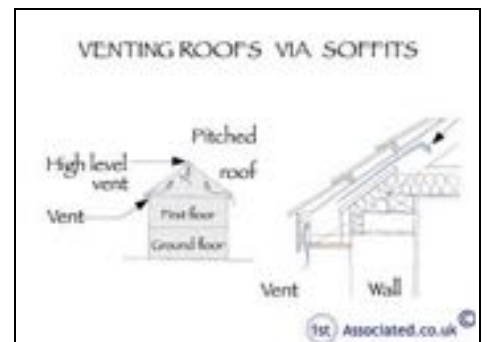 VENTING ROOFS VIA SOFFITS
Pitched
roof
High level
vent
Vent
First floor
Ground floor
Vent
Wall
1st Associated.co.uk ©